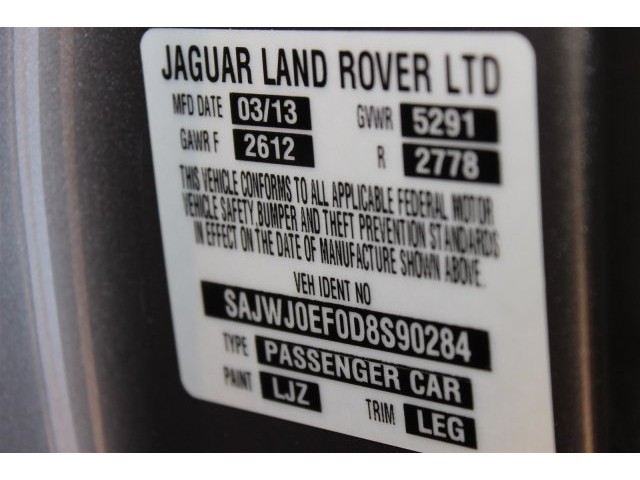 JAGUAR LAND ROVER LTD
MFD DATE 03/13 GVWR 5291
GAWR F 2612 R 2778
THIS VEHICLE CONFORMS TO ALL APPLICABLE FEDERAL MOTOR
VEHICLE SAFETY, BUMPER AND THEFT PREVENTION STANDARDS
IN EFFECT ON THE DATE OF MANUFACTURE SHOWN ABOVE.
VEH IDENT NO
SAJWJ0EF0D8S90284
TYPE PASSENGER CAR
PAINT LJZ TRIM LEG